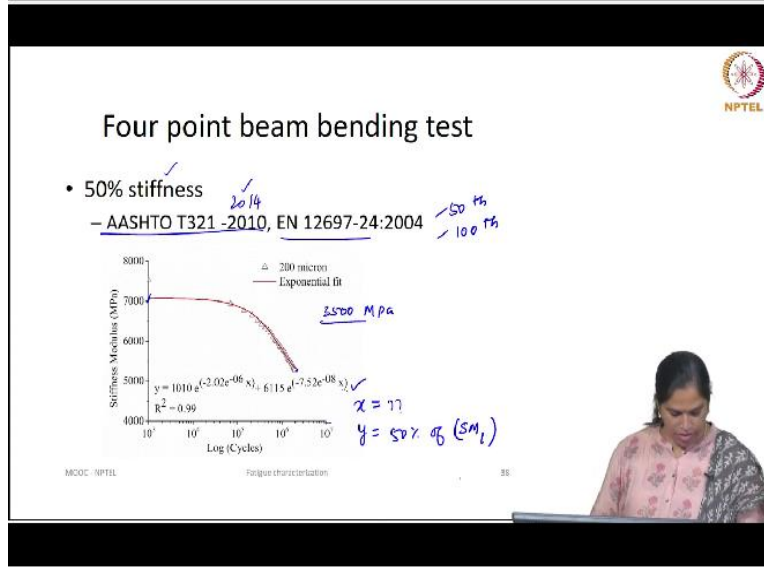 NPTEL
Four point beam bending test
• 50% stiffness
2014
– AASHTO T321 -2010, EN 12697-24:2004
50 th
100 th
8000
7000
6000
5000
4000
Stiffness Modulus (MPa)
200 micron
Exponential fit
3500 MPa
y = 1010 e^(-2.02e^-06 x) + 6115 e^(-7.52e^-08 x)
R² = 0.99
x = ??
y = 50% of (SM₁)
Log (Cycles)
MOOC - NPTEL
Fatigue characterization